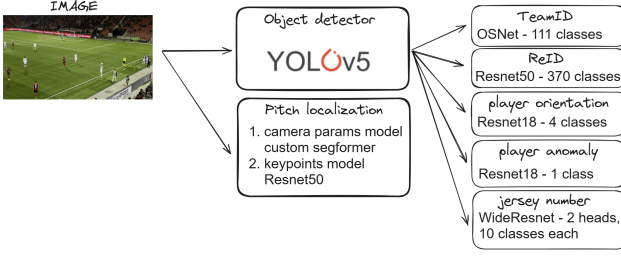 IMAGE
Object detector
YOLOv5
Pitch localization
1. camera params model
custom segformer
2. keypoints model
Resnet50
TeamID
OSNet - 111 classes
ReID
Resnet50 - 370 classes
player orientation
Resnet18 - 4 classes
player anomaly
Resnet18 - 1 class
jersey number
WideResnet - 2 heads,
10 classes each